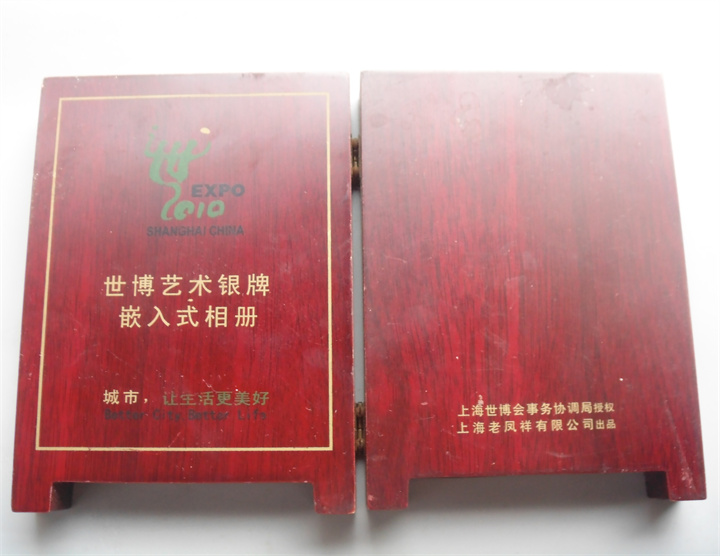 EXPO
2010
SHANGHAI CHINA
世博艺术银牌
嵌入式相册
城市，让生活更美好
Better City Better Life
上海世博会事务协调局授权
上海老凤祥有限公司出品